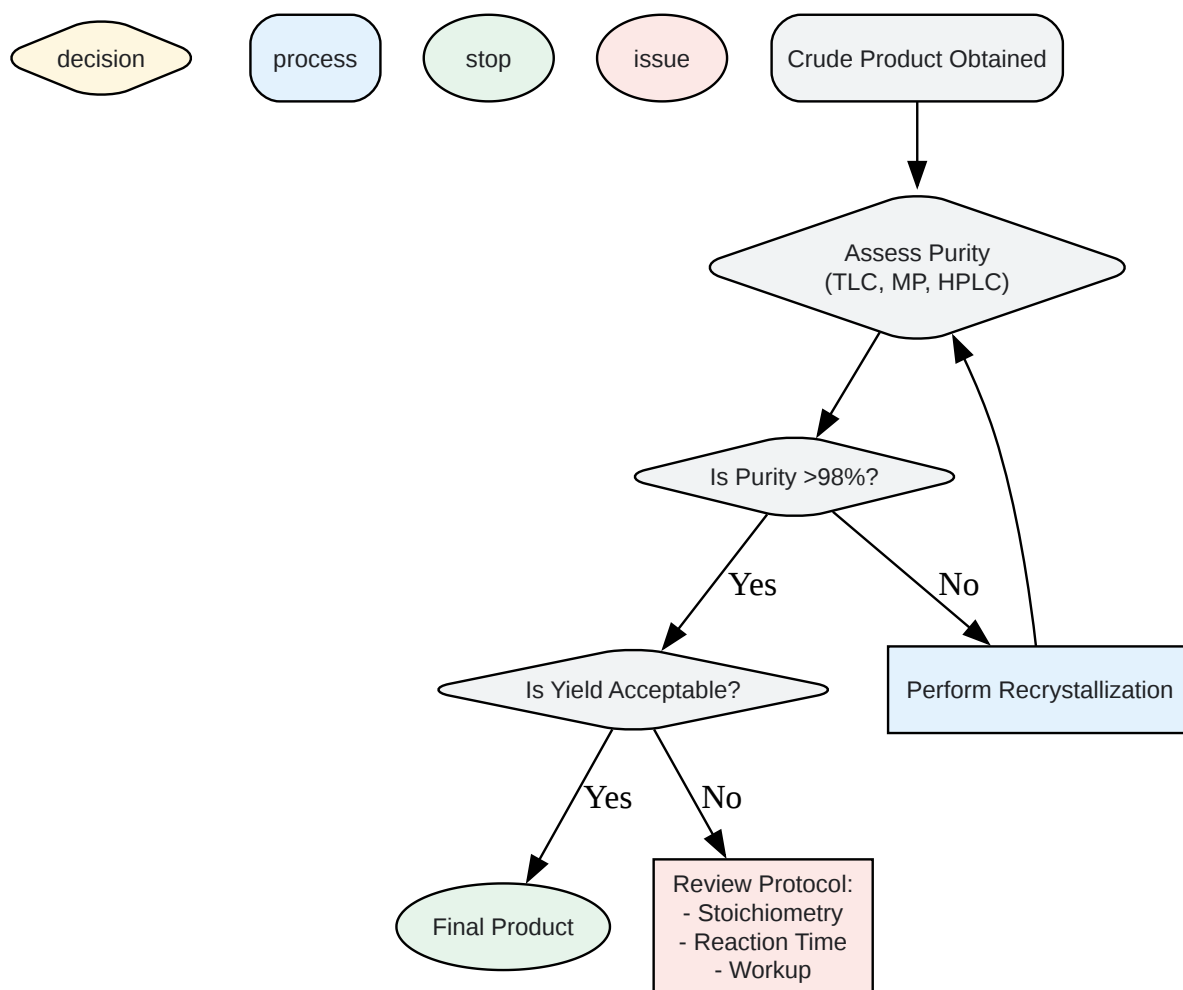 decision
process
stop
issue
Crude Product Obtained
Assess Purity
(TLC, MP, HPLC)
Is Purity >98%?
Yes
No
Is Yield Acceptable?
Perform Recrystallization
Yes
No
Final Product
Review Protocol:
- Stoichiometry
- Reaction Time
- Workup